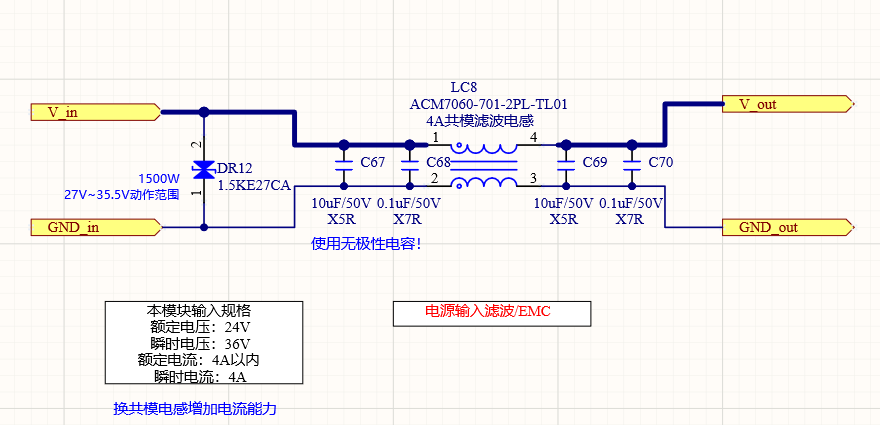 LC8
ACM7060-701-2PL-TL01
4A共模滤波电感
V_in
V_out
1
4
2
DR12
1500W
1.5KE27CA
27V~35.5V动作范围
1
C67
C68
2
3
C69
C70
10uF/50V
X5R
0.1uF/50V
X7R
10uF/50V
X5R
0.1uF/50V
X7R
GND_in
GND_out
使用无极性电容!
本模块输入规格
额定电压：24V
瞬时电压：36V
额定电流：4A以内
瞬时电流：4A
电源输入滤波/EMC
换共模电感增加电流能力